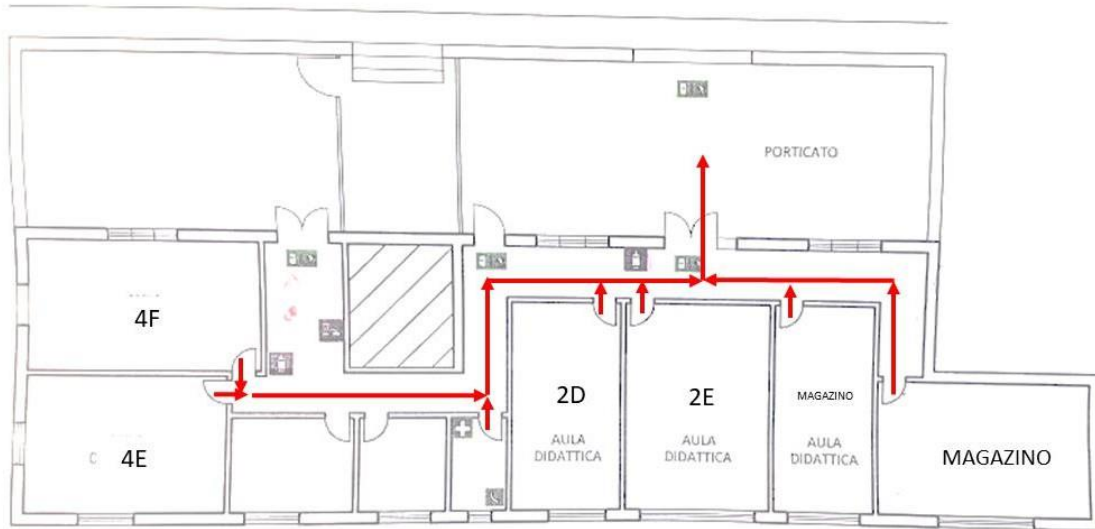 PORTICATO
4F
2D
2E
MAGAZINO
4E
AULA
DIDATTICA
AULA
DIDATTICA
AULA
DIDATTICA
MAGAZINO